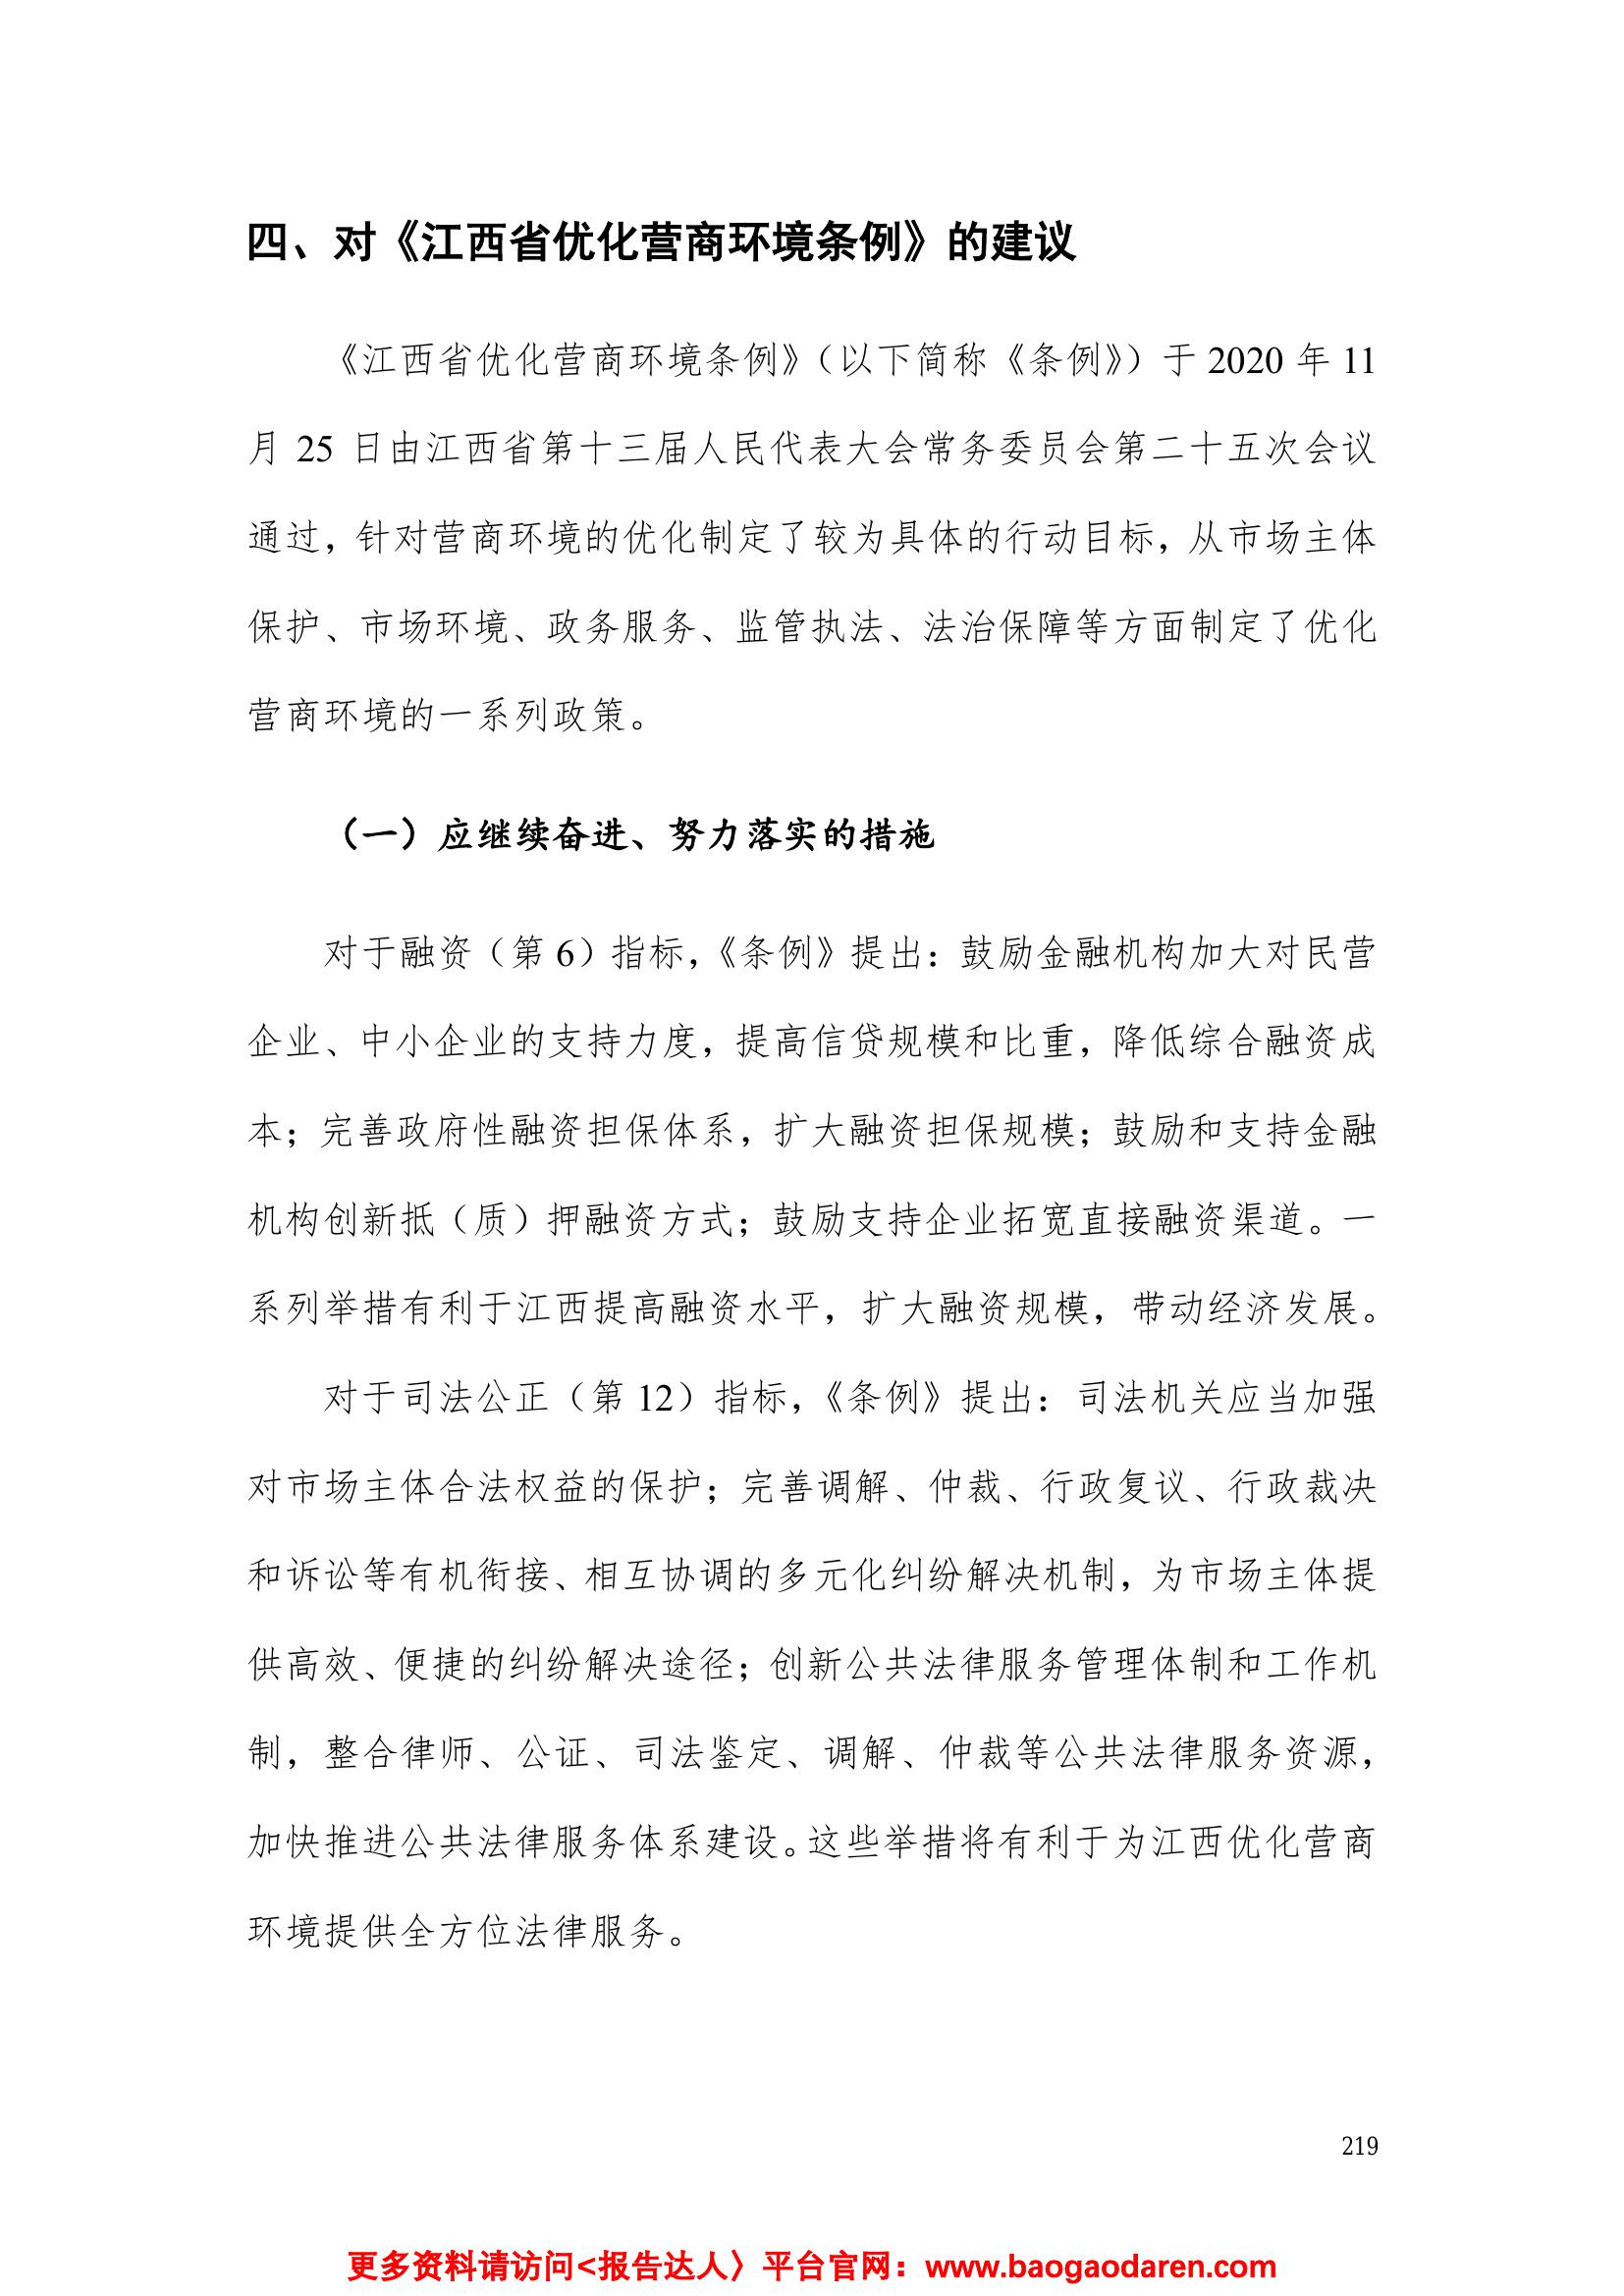 四、对《江西省优化营商环境条例》的建议
《江西省优化营商环境条例》（以下简称《条例》）于 2020 年 11
月 25 日由江西省第十三届人民代表大会常务委员会第二十五次会议
通过，针对营商环境的优化制定了较为具体的行动目标，从市场主体
保护、市场环境、政务服务、监管执法、法治保障等方面制定了优化
营商环境的一系列政策。
（一）应继续奋进、努力落实的措施
对于融资（第 6）指标，《条例》提出：鼓励金融机构加大对民营
企业、中小企业的支持力度，提高信贷规模和比重，降低综合融资成
本；完善政府性融资担保体系，扩大融资担保规模；鼓励和支持金融
机构创新抵（质）押融资方式；鼓励支持企业拓宽直接融资渠道。一
系列举措有利于江西提高融资水平，扩大融资规模，带动经济发展。
对于司法公正（第 12）指标，《条例》提出：司法机关应当加强
对市场主体合法权益的保护；完善调解、仲裁、行政复议、行政裁决
和诉讼等有机衔接、相互协调的多元化纠纷解决机制，为市场主体提
供高效、便捷的纠纷解决途径；创新公共法律服务管理体制和工作机
制，整合律师、公证、司法鉴定、调解、仲裁等公共法律服务资源，
加快推进公共法律服务体系建设。这些举措将有利于为江西优化营商
环境提供全方位法律服务。
219
更多资料请访问<报告达人〉平台官网：www.baogaodaren.com